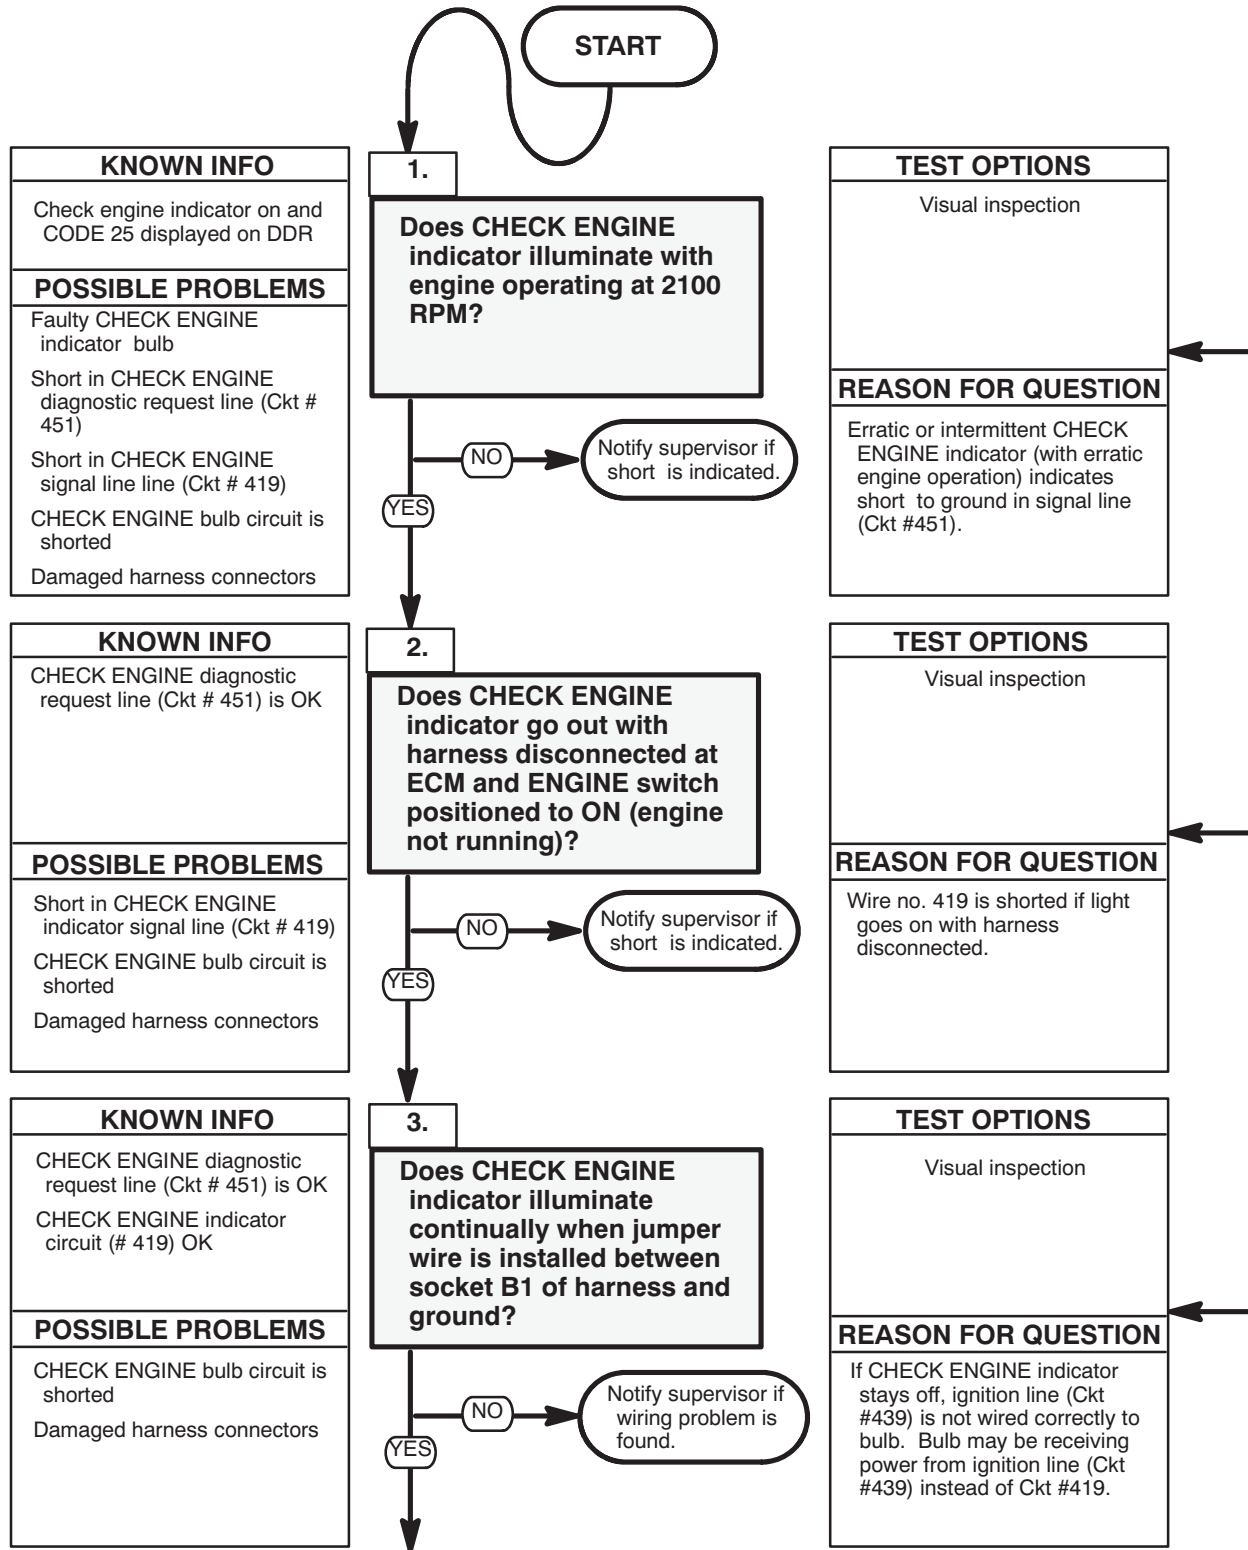 START
KNOWN INFO
Check engine indicator on and
CODE 25 displayed on DDR
POSSIBLE PROBLEMS
Faulty CHECK ENGINE
indicator bulb
Short in CHECK ENGINE
diagnostic request line (Ckt #
451)
Short in CHECK ENGINE
signal line line (Ckt # 419)
CHECK ENGINE bulb circuit is
shorted
Damaged harness connectors
1.
Does CHECK ENGINE
indicator illuminate with
engine operating at 2100
RPM?
NO
Notify supervisor if
short is indicated.
YES
TEST OPTIONS
Visual inspection
REASON FOR QUESTION
Erratic or intermittent CHECK
ENGINE indicator (with erratic
engine operation) indicates
short to ground in signal line
(Ckt #451).
KNOWN INFO
CHECK ENGINE diagnostic
request line (Ckt # 451) is OK
POSSIBLE PROBLEMS
Short in CHECK ENGINE
indicator signal line (Ckt # 419)
CHECK ENGINE bulb circuit is
shorted
Damaged harness connectors
2.
Does CHECK ENGINE
indicator go out with
harness disconnected at
ECM and ENGINE switch
positioned to ON (engine
not running)?
NO
Notify supervisor if
short is indicated.
YES
TEST OPTIONS
Visual inspection
REASON FOR QUESTION
Wire no. 419 is shorted if light
goes on with harness
disconnected.
KNOWN INFO
CHECK ENGINE diagnostic
request line (Ckt # 451) is OK
CHECK ENGINE indicator
circuit (# 419) OK
POSSIBLE PROBLEMS
CHECK ENGINE bulb circuit is
shorted
Damaged harness connectors
3.
Does CHECK ENGINE
indicator illuminate
continually when jumper
wire is installed between
socket B1 of harness and
ground?
NO
Notify supervisor if
wiring problem is
found.
YES
TEST OPTIONS
Visual inspection
REASON FOR QUESTION
If CHECK ENGINE indicator
stays off, ignition line (Ckt
#439) is not wired correctly to
bulb. Bulb may be receiving
power from ignition line (Ckt
#439) instead of Ckt #419.